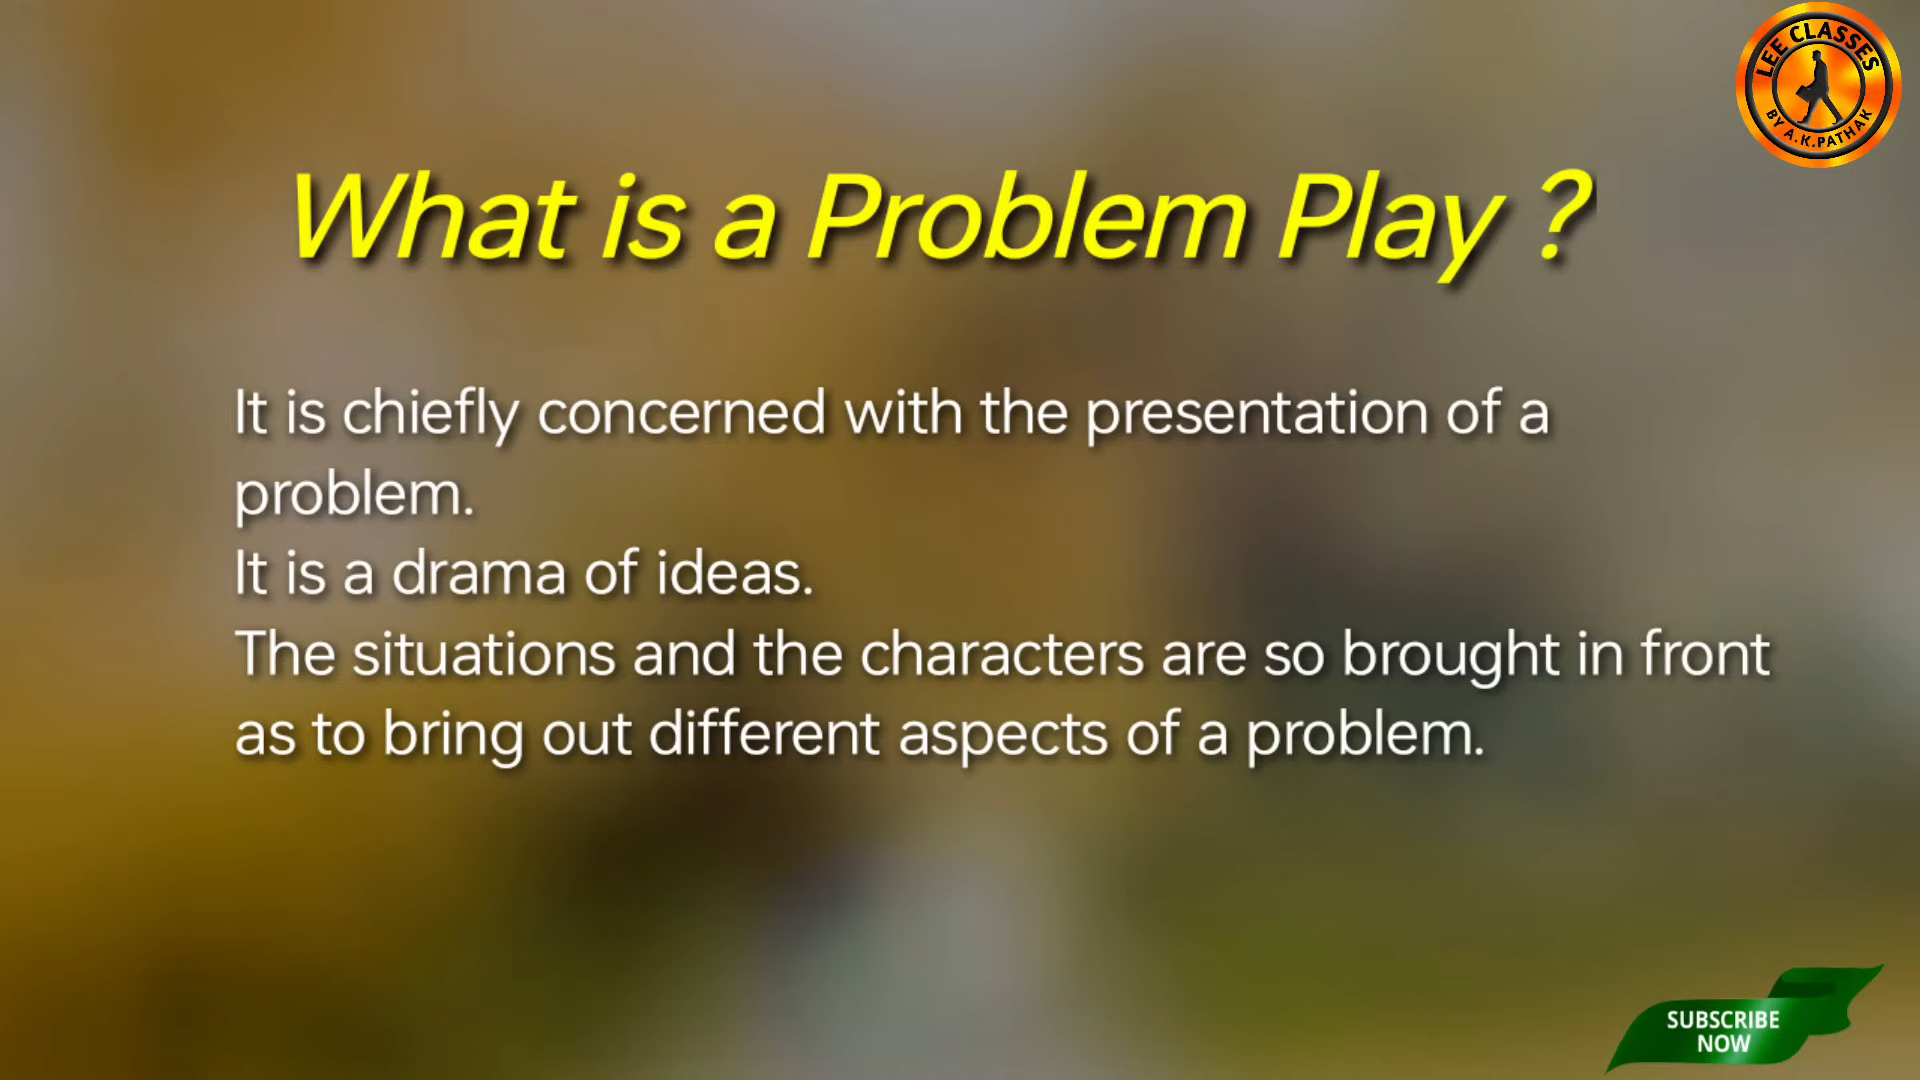 LEE CLASSES
BY A.K.PATHAK
What is a Problem Play ?
It is chiefly concerned with the presentation of a
problem.
It is a drama of ideas.
The situations and the characters are so brought in front
as to bring out different aspects of a problem.
SUBSCRIBE
NOW